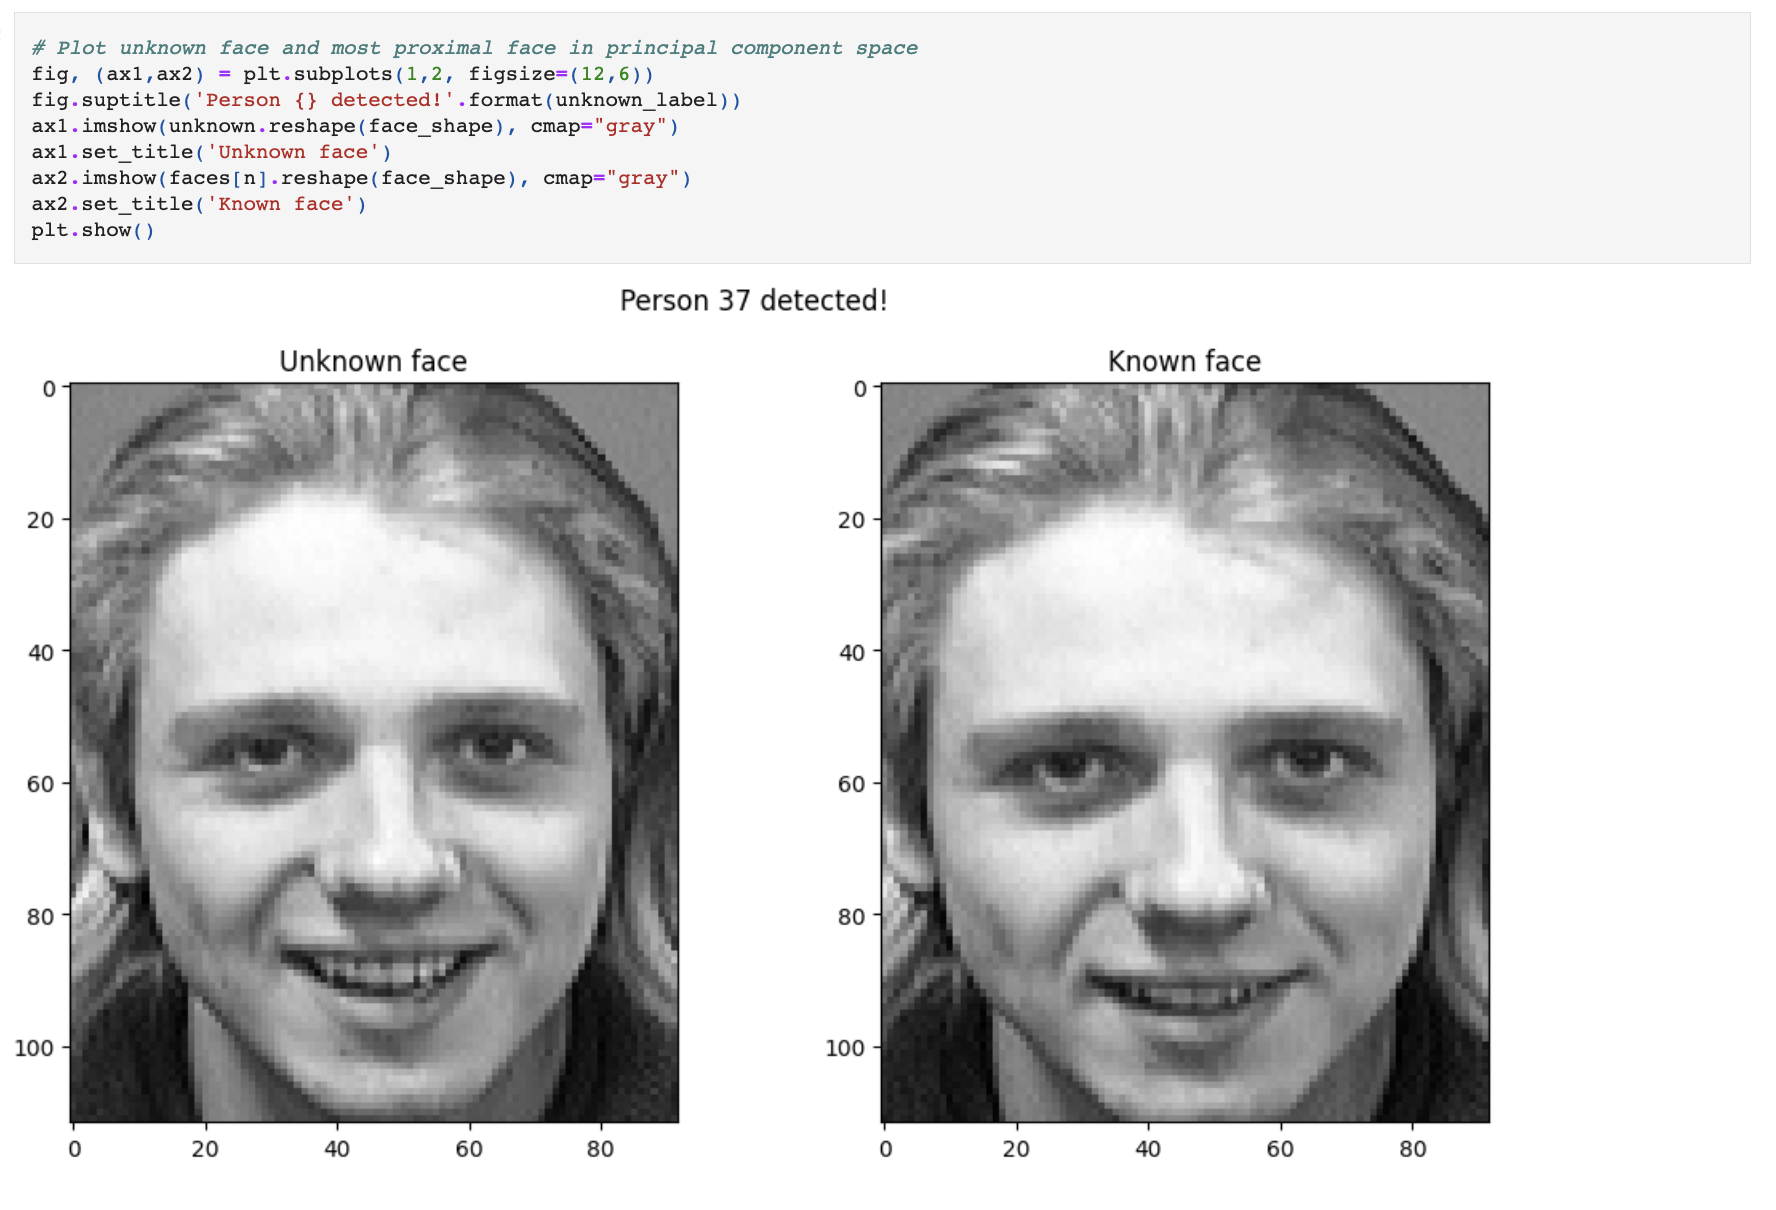 # Plot unknown face and most proximal face in principal component space
fig, (ax1,ax2) = plt.subplots(1,2, figsize=(12,6))
fig.suptitle('Person {} detected!'.format(unknown_label))
ax1.imshow(unknown.reshape(face_shape), cmap="gray")
ax1.set_title('Unknown face')
ax2.imshow(faces[n].reshape(face_shape), cmap="gray")
ax2.set_title('Known face')
plt.show()
Person 37 detected!
Unknown face
0
20
40
60
80
100
0 20 40 60 80
Known face
0
20
40
60
80
100
0 20 40 60 80